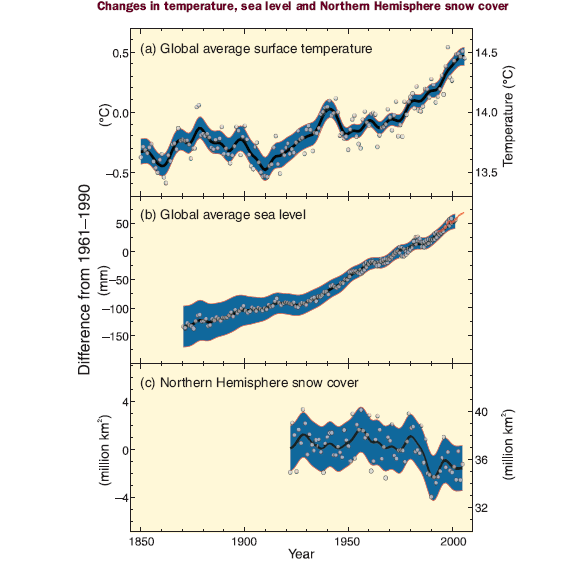 Changes in temperature, sea level and Northern Hemisphere snow cover
(a) Global average surface temperature
0.5
0.0
−0.5
(°C)
14.5
14.0
13.5
Temperature (°C)
Difference from 1961–1990
(b) Global average sea level
50
0
−50
−100
−150
(mm)
(c) Northern Hemisphere snow cover
4
0
−4
(million km²)
40
36
32
(million km²)
1850
1900
1950
2000
Year